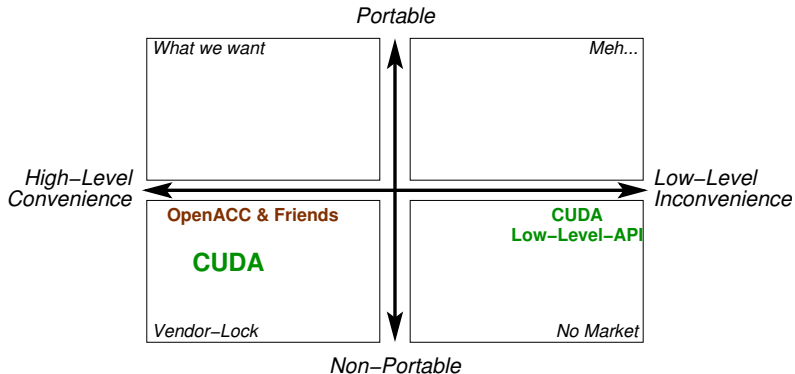 Portable
What we want
Meh...
High–Level
Convenience
Low–Level
Inconvenience
OpenACC & Friends
CUDA
CUDA
Low–Level–API
Vendor–Lock
No Market
Non–Portable